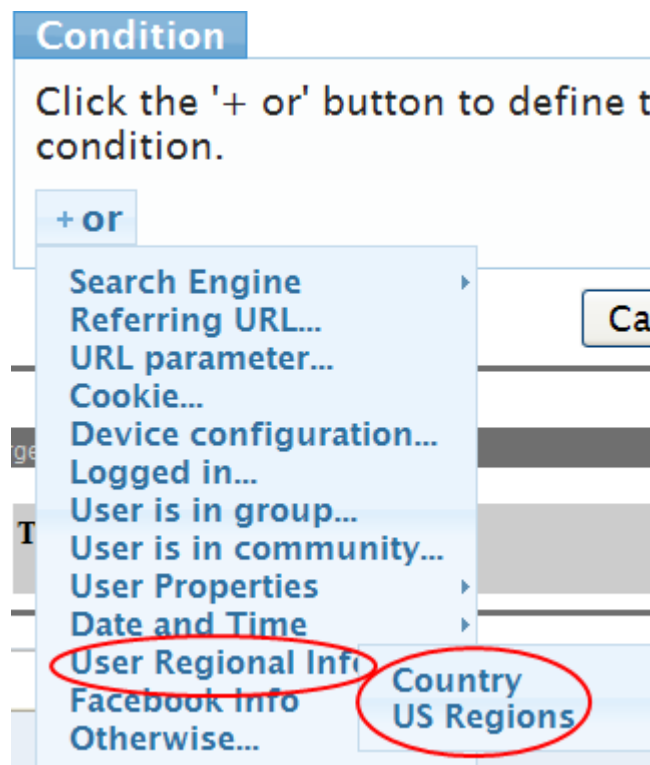 Condition
Click the '+ or' button to define t
condition.
+ or
Search Engine
Referring URL...
Ca
URL parameter...
Cookie...
Device configuration...
ge
Logged in...
User is in group...
T
User is in community...
User Properties
Date and Time
User Regional Info
Country
Facebook Info
US Regions
Otherwise...